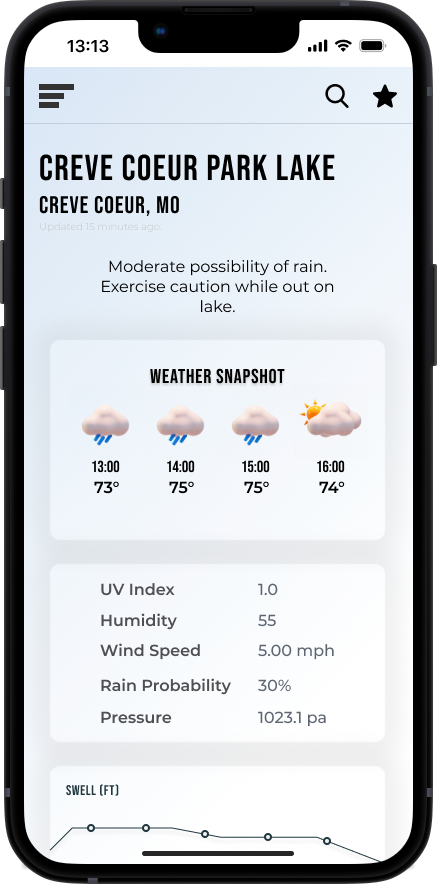 13:13
CREVE COEUR PARK LAKE
CREVE COEUR, MO
Updated 15 minutes ago.
Moderate possibility of rain.
Exercise caution while out on
lake.
WEATHER SNAPSHOT
13:00 14:00 15:00 16:00
73° 75° 75° 74°
UV Index 1.0
Humidity 55
Wind Speed 5.00 mph
Rain Probability 30%
Pressure 1023.1 pa
SWELL (FT)